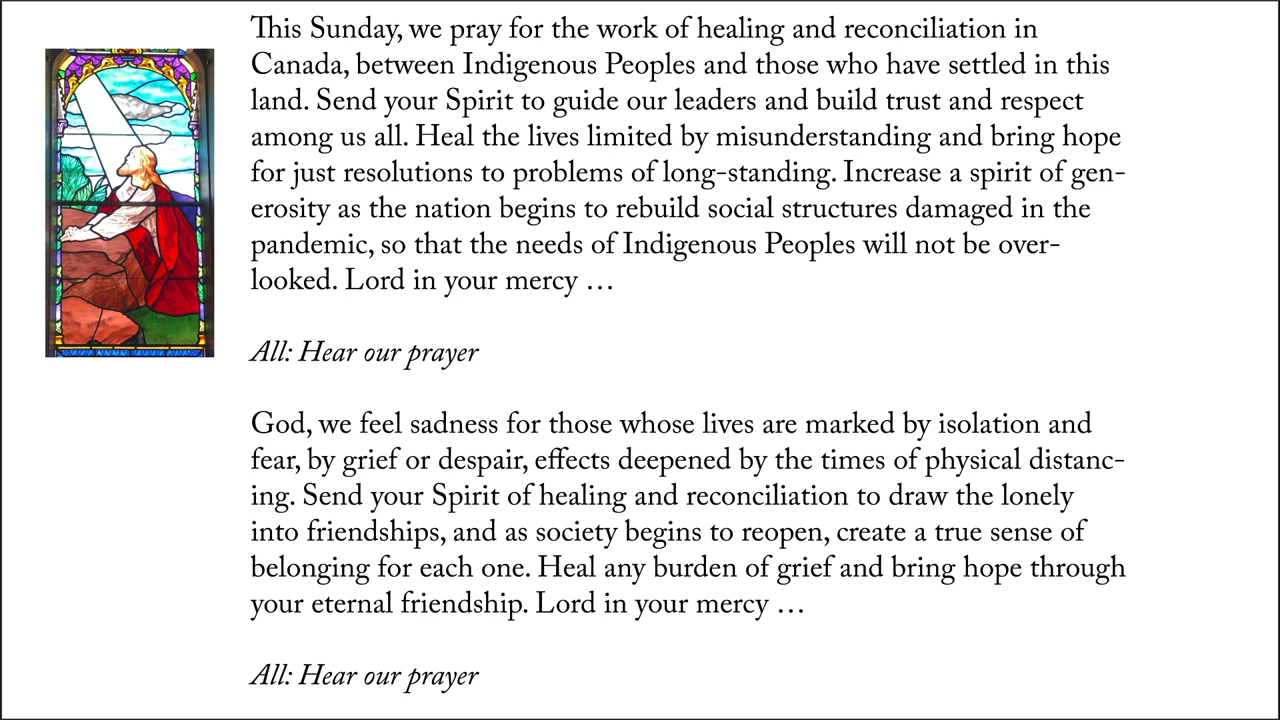 This Sunday, we pray for the work of healing and reconciliation in
Canada, between Indigenous Peoples and those who have settled in this
land. Send your Spirit to guide our leaders and build trust and respect
among us all. Heal the lives limited by misunderstanding and bring hope
for just resolutions to problems of long-standing. Increase a spirit of gen-
erosity as the nation begins to rebuild social structures damaged in the
pandemic, so that the needs of Indigenous Peoples will not be over-
looked. Lord in your mercy …
All: Hear our prayer
God, we feel sadness for those whose lives are marked by isolation and
fear, by grief or despair, effects deepened by the times of physical distanc-
ing. Send your Spirit of healing and reconciliation to draw the lonely
into friendships, and as society begins to reopen, create a true sense of
belonging for each one. Heal any burden of grief and bring hope through
your eternal friendship. Lord in your mercy …
All: Hear our prayer